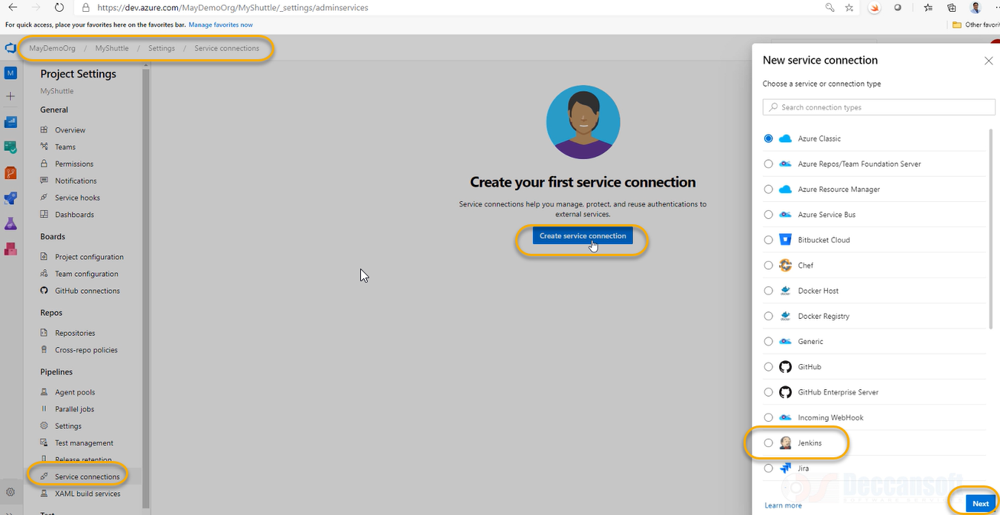 https://dev.azure.com/MayDemoOrg/MyShuttle/_settings/adminservices
For quick access, place your favorites here on the favorites bar. Manage favorites now
Other favorit
MayDemoOrg / MyShuttle / Settings / Service connections
M
Project Settings
MyShuttle
General
Overview
Teams
Permissions
Notifications
Service hooks
Dashboards
Boards
Project configuration
Team configuration
GitHub connections
Repos
Repositories
Cross-repo policies
Pipelines
Agent pools
Parallel jobs
Settings
Test management
Release retention
Service connections
XAML build services
Test
Create your first service connection
Service connections help you manage, protect, and reuse authentications to
external services.
Create service connection
New service connection
Choose a service or connection type
Search connection types
Azure Classic
Azure Repos/Team Foundation Server
Azure Resource Manager
Azure Service Bus
Bitbucket Cloud
Chef
Docker Host
Docker Registry
Generic
GitHub
GitHub Enterprise Server
Incoming WebHook
Jenkins
Jira
Deccansoft
SOFTWARE SERVICES
Learn more
Next